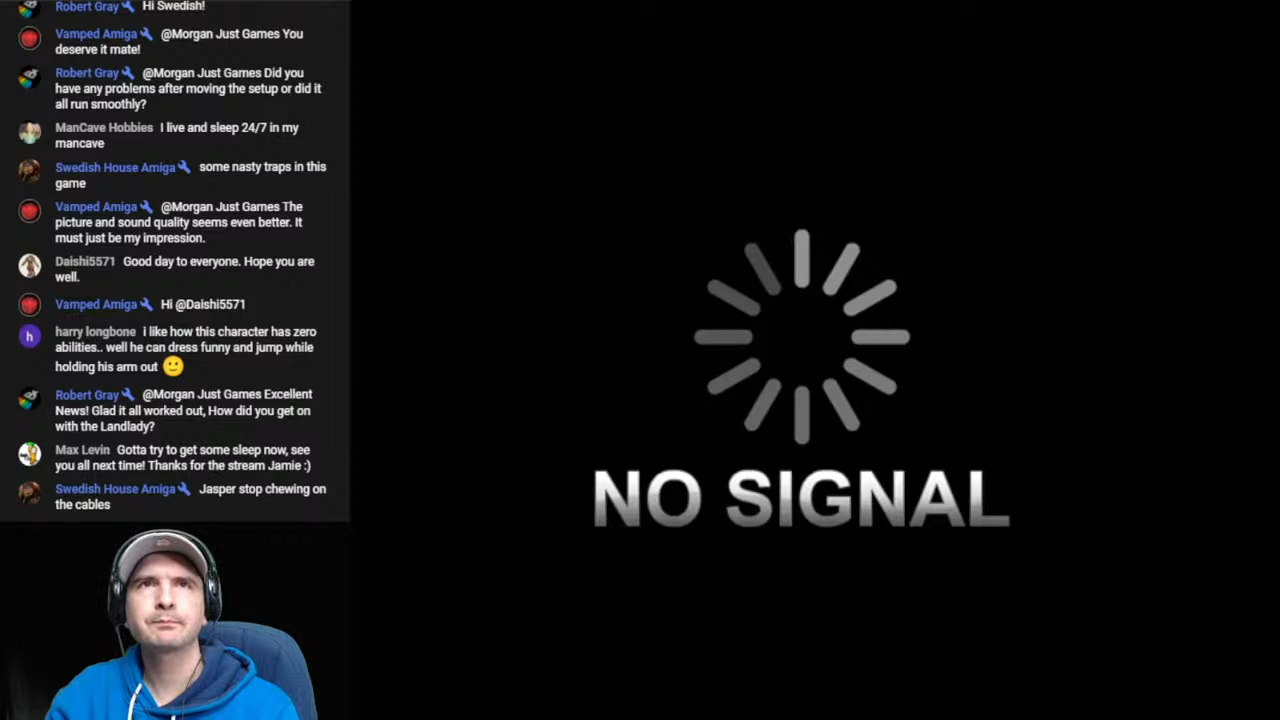 Robert Gray Hi Swedish!
Vamped Amiga @Morgan Just Games You
deserve it mate!
Robert Gray @Morgan Just Games Did you
have any problems after moving the setup or did it
all run smoothly?
ManCave Hobbies I live and sleep 24/7 in my
mancave
Swedish House Amiga some nasty traps in this
game
Vamped Amiga @Morgan Just Games The
picture and sound quality seems even better. It
must just be my impression.
Daishi5571 Good day to everyone. Hope you are
well.
Vamped Amiga Hi @Daishi5571
h
harry longbone i like how this character has zero
abilities.. well he can dress funny and jump while
holding his arm out 🙂
Robert Gray @Morgan Just Games Excellent
News! Glad it all worked out, How did you get on
with the Landlady?
Max Levin Gotta try to get some sleep now, see
you all next time! Thanks for the stream Jamie :)
Swedish House Amiga Jasper stop chewing on
the cables
NO SIGNAL